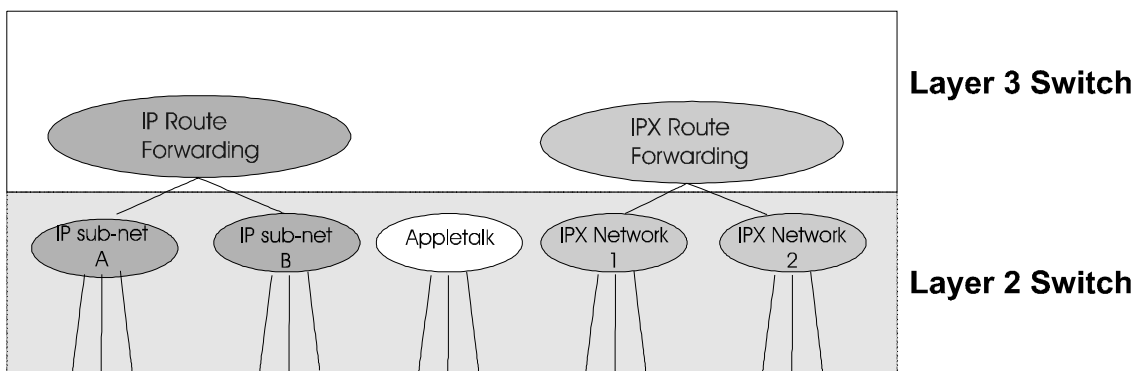 Layer 3 Switch
IP Route
Forwarding
IPX Route
Forwarding
IP sub-net
A
IP sub-net
B
Appletalk
IPX Network
1
IPX Network
2
Layer 2 Switch